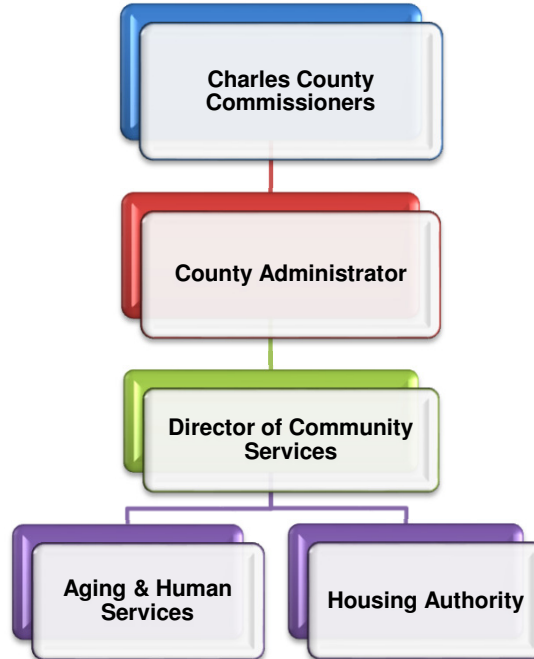 Charles County
Commissioners
County Administrator
Director of Community
Services
Aging & Human
Services
Housing Authority